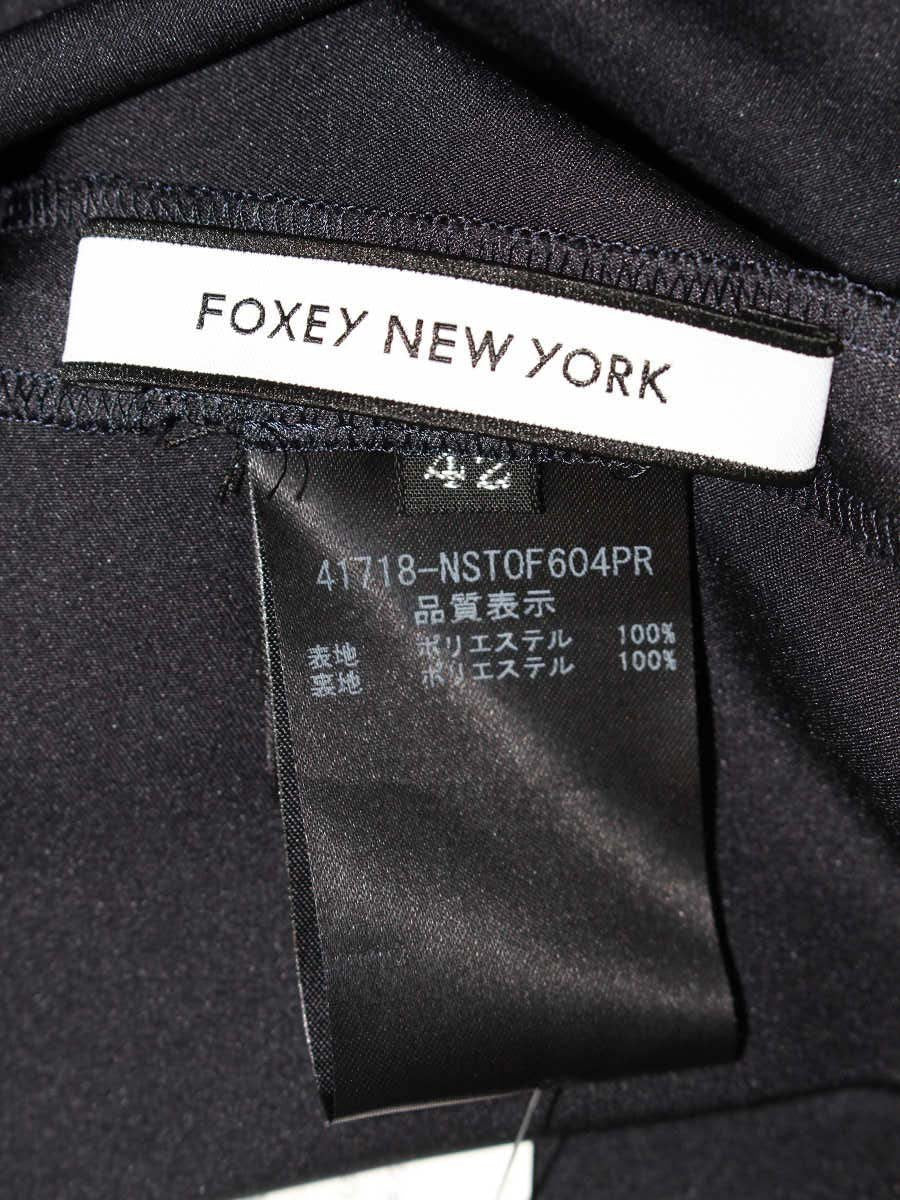 FOXEY NEW YORK
42
41718-NST0F604PR
品質表示
表地 ポリエステル 100%
裏地 ポリエステル 100%